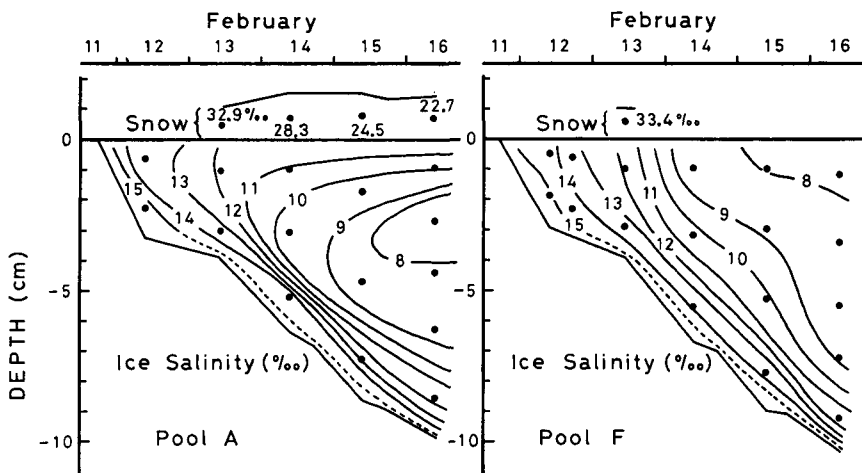 February February
11 12 13 14 15 16 11 12 13 14 15 16
Snow { 32.9‰ 28.3 24.5 22.7
Snow { 33.4‰
0 0
15 14 13 12 11 10 9 8
15 14 13 12 11 10 9 8
-5 -5
DEPTH (cm)
Ice Salinity (‰) Ice Salinity (‰)
Pool A Pool F
-10 -10